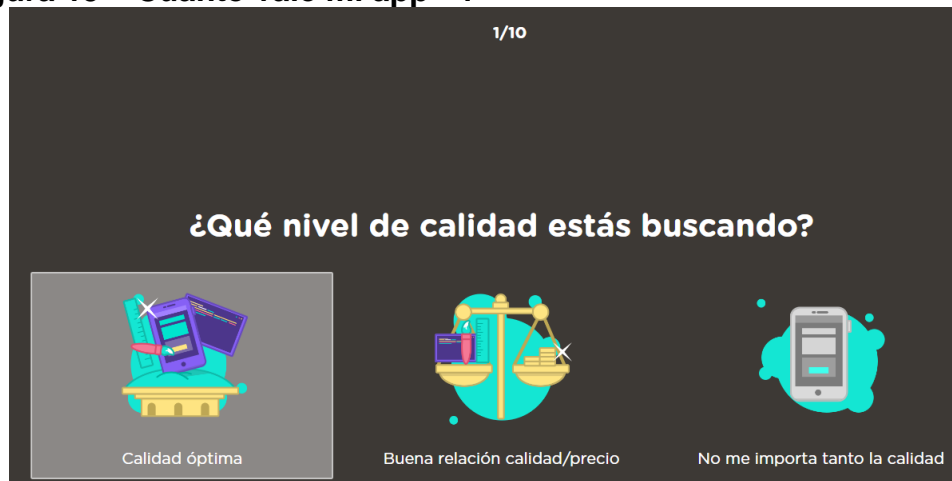 1/10
¿Qué nivel de calidad estás buscando?
Calidad óptima
Buena relación calidad/precio
No me importa tanto la calidad